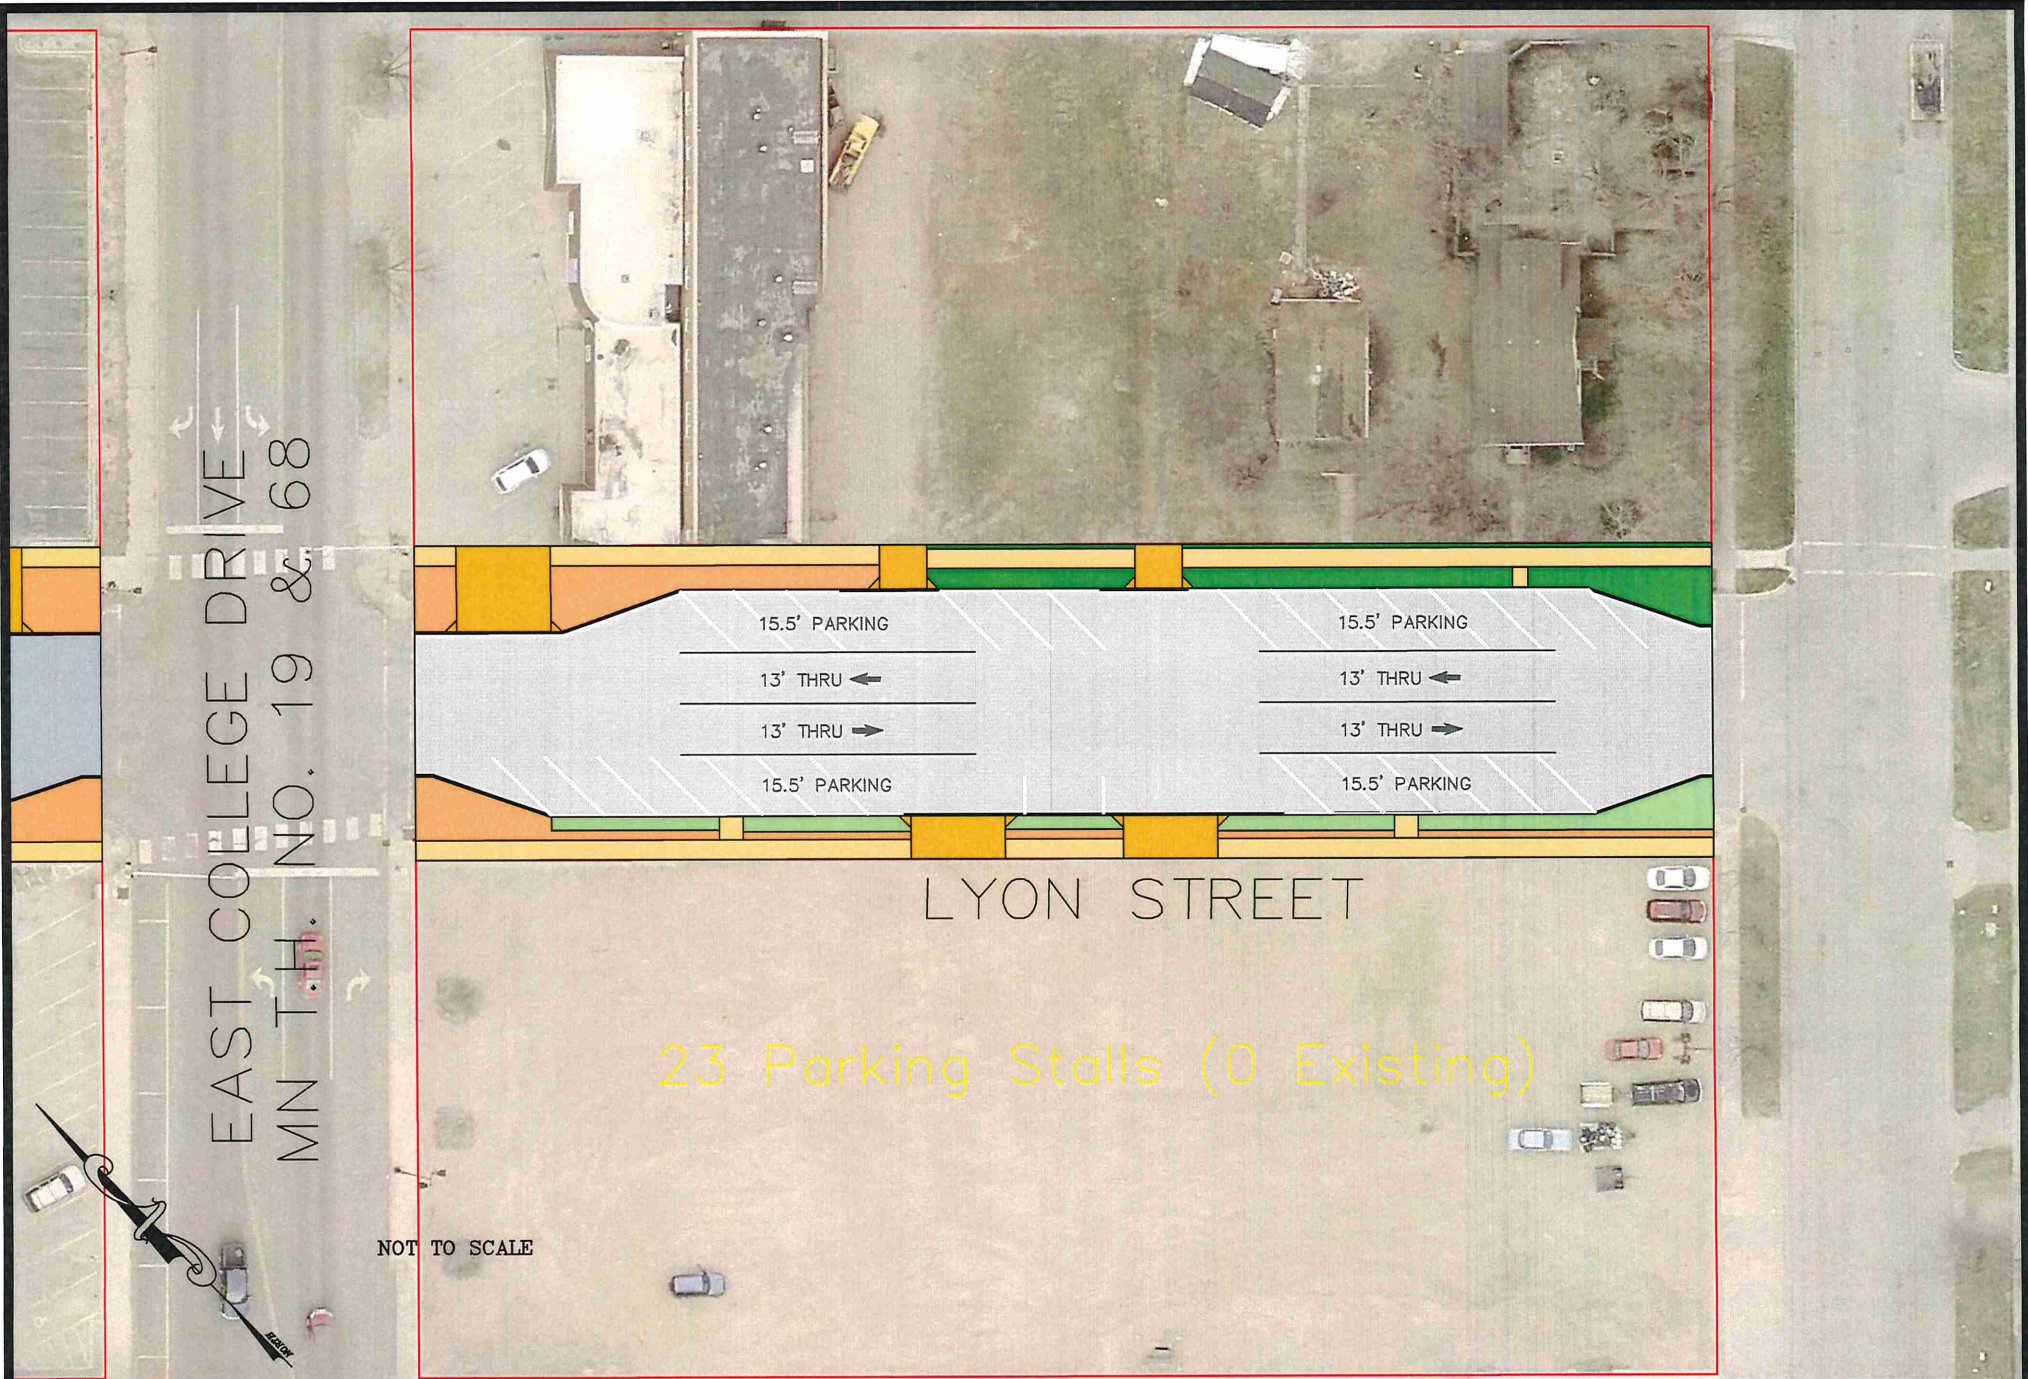 EAST COLLEGE DRIVE
MN T.H. NO. 19 & 68
15.5' PARKING
15.5' PARKING
13' THRU
13' THRU
13' THRU
13' THRU
15.5' PARKING
15.5' PARKING
LYON STREET
23 Parking Stalls (0 Existing)
NOT TO SCALE
NORTH